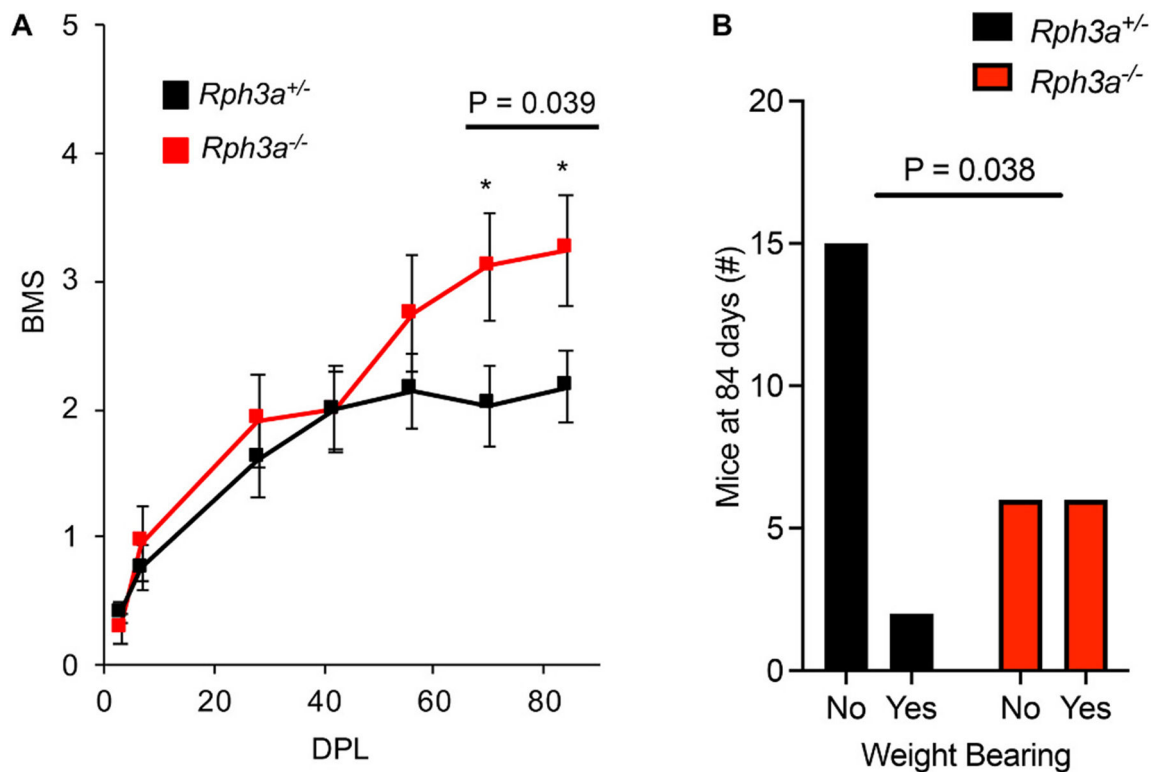 A
5
4
3
2
1
0
BMS
0 20 40 60 80
DPL
Rph3a+/-
Rph3a-/-
P = 0.039
*
*
B
Rph3a+/-
Rph3a-/-
20
15
10
5
0
Mice at 84 days (#)
P = 0.038
No Yes No Yes
Weight Bearing